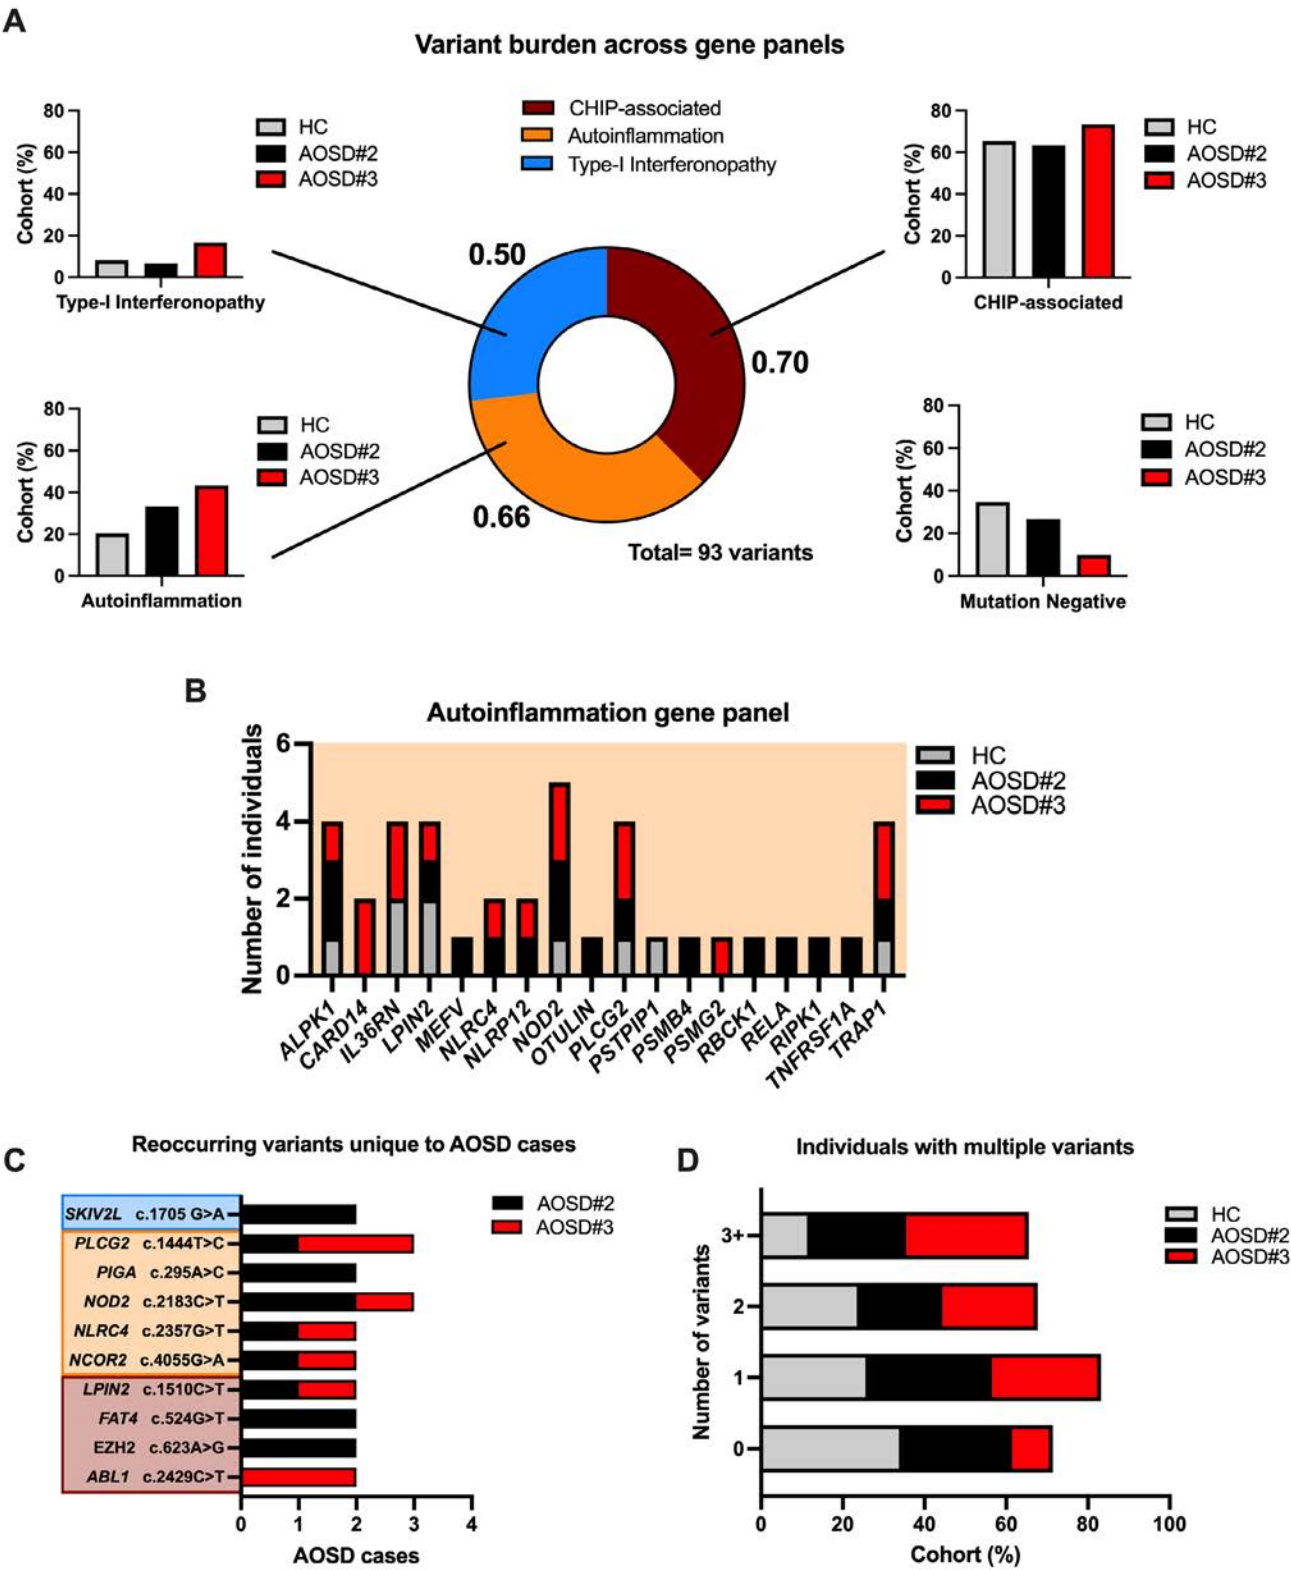 A
Variant burden across gene panels
80
60
40
20
0
Cohort (%)
HC
AOSD#2
AOSD#3
Type-I Interferonopathy
CHIP-associated
Autoinflammation
Type-I Interferonopathy
80
60
40
20
0
Cohort (%)
HC
AOSD#2
AOSD#3
CHIP-associated
0.50
0.70
0.66
Total= 93 variants
80
60
40
20
0
Cohort (%)
HC
AOSD#2
AOSD#3
Autoinflammation
80
60
40
20
0
Cohort (%)
HC
AOSD#2
AOSD#3
Mutation Negative
B
Autoinflammation gene panel
Number of individuals
6
4
2
0
HC
AOSD#2
AOSD#3
ALPK1
CARD14
IL36RN
LPIN2
MEFV
NLRC4
NLRP12
NOD2
OTULIN
PLCG2
PSTPIP1
PSMB4
PSMG2
RBCK1
RELA
RIPK1
TNFRSF1A
TRAP1
C
Reoccurring variants unique to AOSD cases
AOSD#2
AOSD#3
SKIV2L c.1705 G>A
PLCG2 c.1444T>C
PIGA c.295A>C
NOD2 c.2183C>T
NLRC4 c.2357G>T
NCOR2 c.4055G>A
LPIN2 c.1510C>T
FAT4 c.524G>T
EZH2 c.623A>G
ABL1 c.2429C>T
0 1 2 3 4
AOSD cases
D
Individuals with multiple variants
Number of variants
3+
2
1
0
HC
AOSD#2
AOSD#3
0 20 40 60 80 100
Cohort (%)